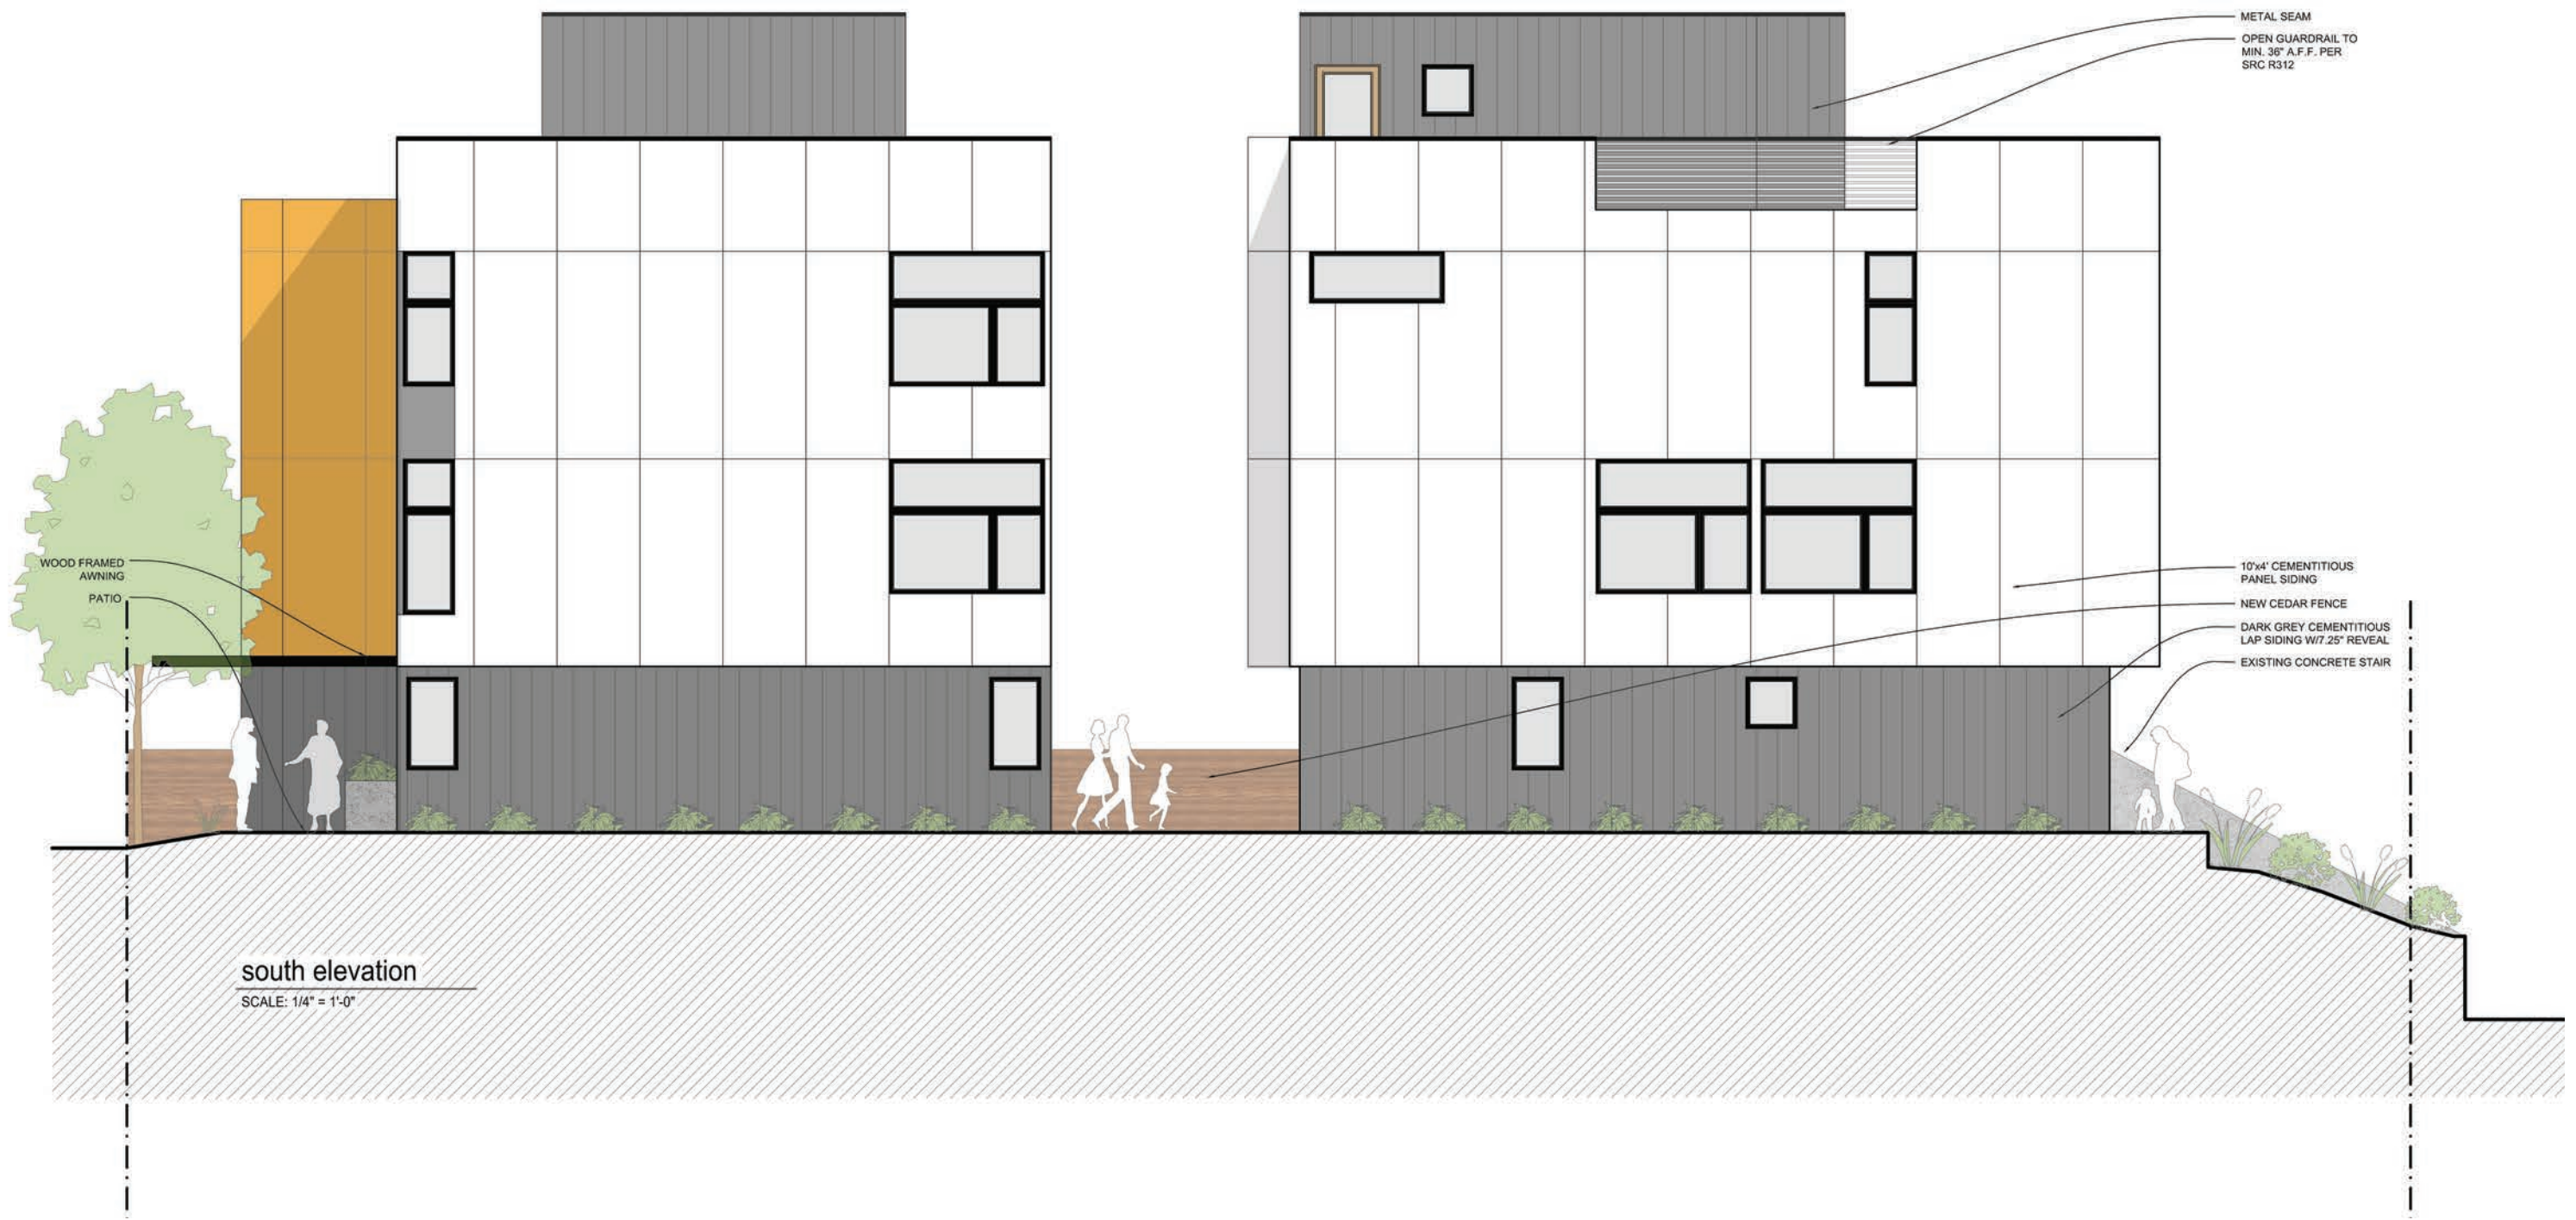 METAL SEAM
OPEN GUARDRAIL TO
MIN. 36" A.F.F. PER
SRC R312
WOOD FRAMED
AWNING
PATIO
10'x4' CEMENTITIOUS
PANEL SIDING
NEW CEDAR FENCE
DARK GREY CEMENTITIOUS
LAP SIDING W/7.25" REVEAL
EXISTING CONCRETE STAIR
south elevation
SCALE: 1/4" = 1'-0"